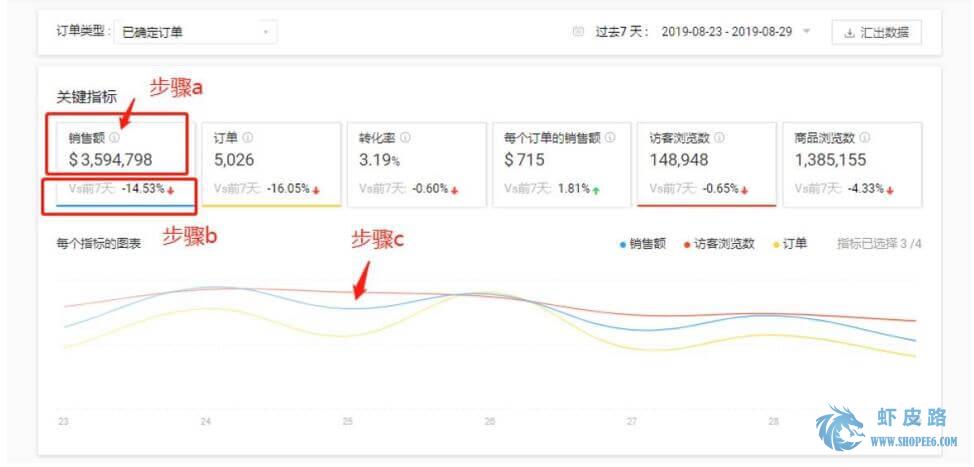 订单类型： 已确定订单 过去7 天： 2019-08-23 - 2019-08-29 汇出数据
步骤a
关键指标
销售额 订单 转化率 每个订单的销售额 访客浏览数 商品浏览数
$ 3,594,798 5,026 3.19% $ 715 148,948 1,385,155
Vs前7天: -14.53% Vs前7天: -16.05% Vs前7天: -0.60% Vs前7天: 1.81% Vs前7天: -0.65% Vs前7天: -4.33%
步骤b 步骤c
每个指标的图表 销售额 访客浏览数 订单 指标已选择 3 /4
23 24 25 26 27 28
虾皮路
WWW.SHOPEE6.COM